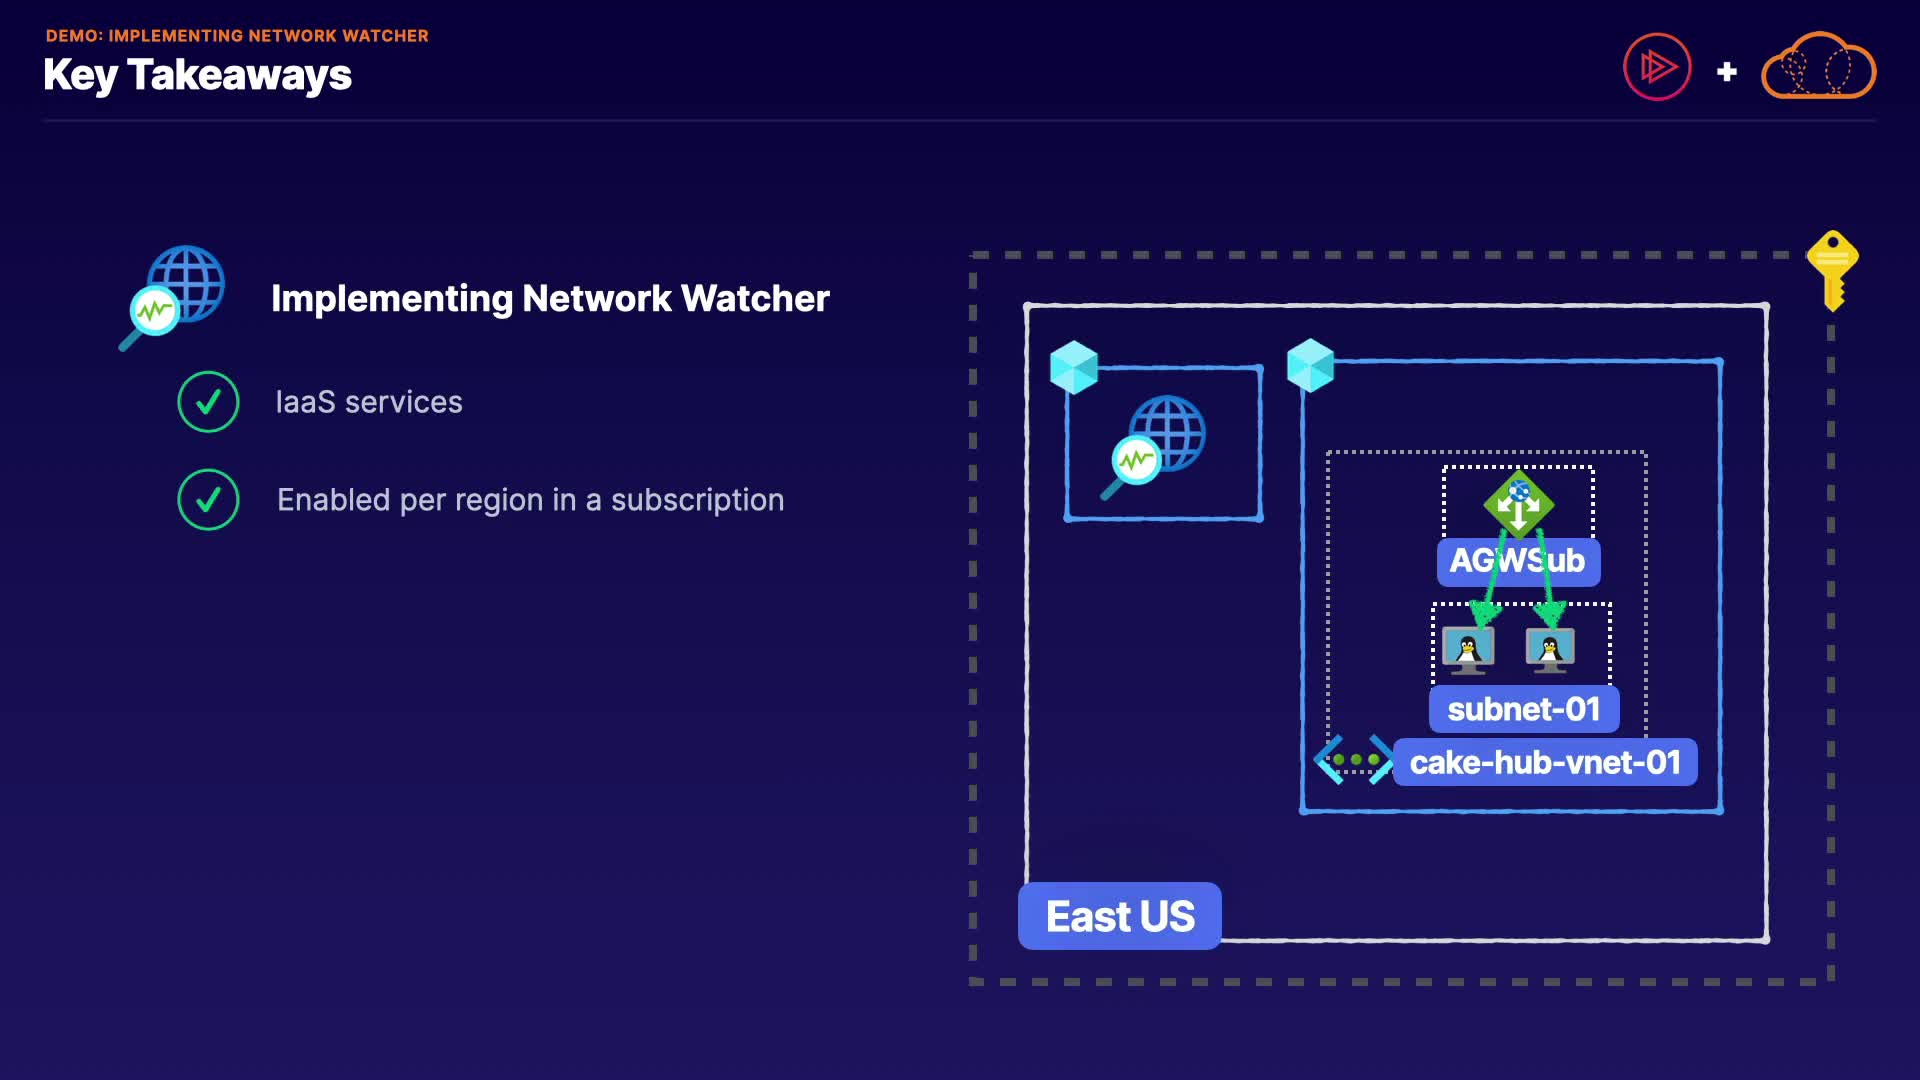 DEMO: IMPLEMENTING NETWORK WATCHER
Key Takeaways
Implementing Network Watcher
IaaS services
Enabled per region in a subscription
AGWSub
subnet-01
cake-hub-vnet-01
East US